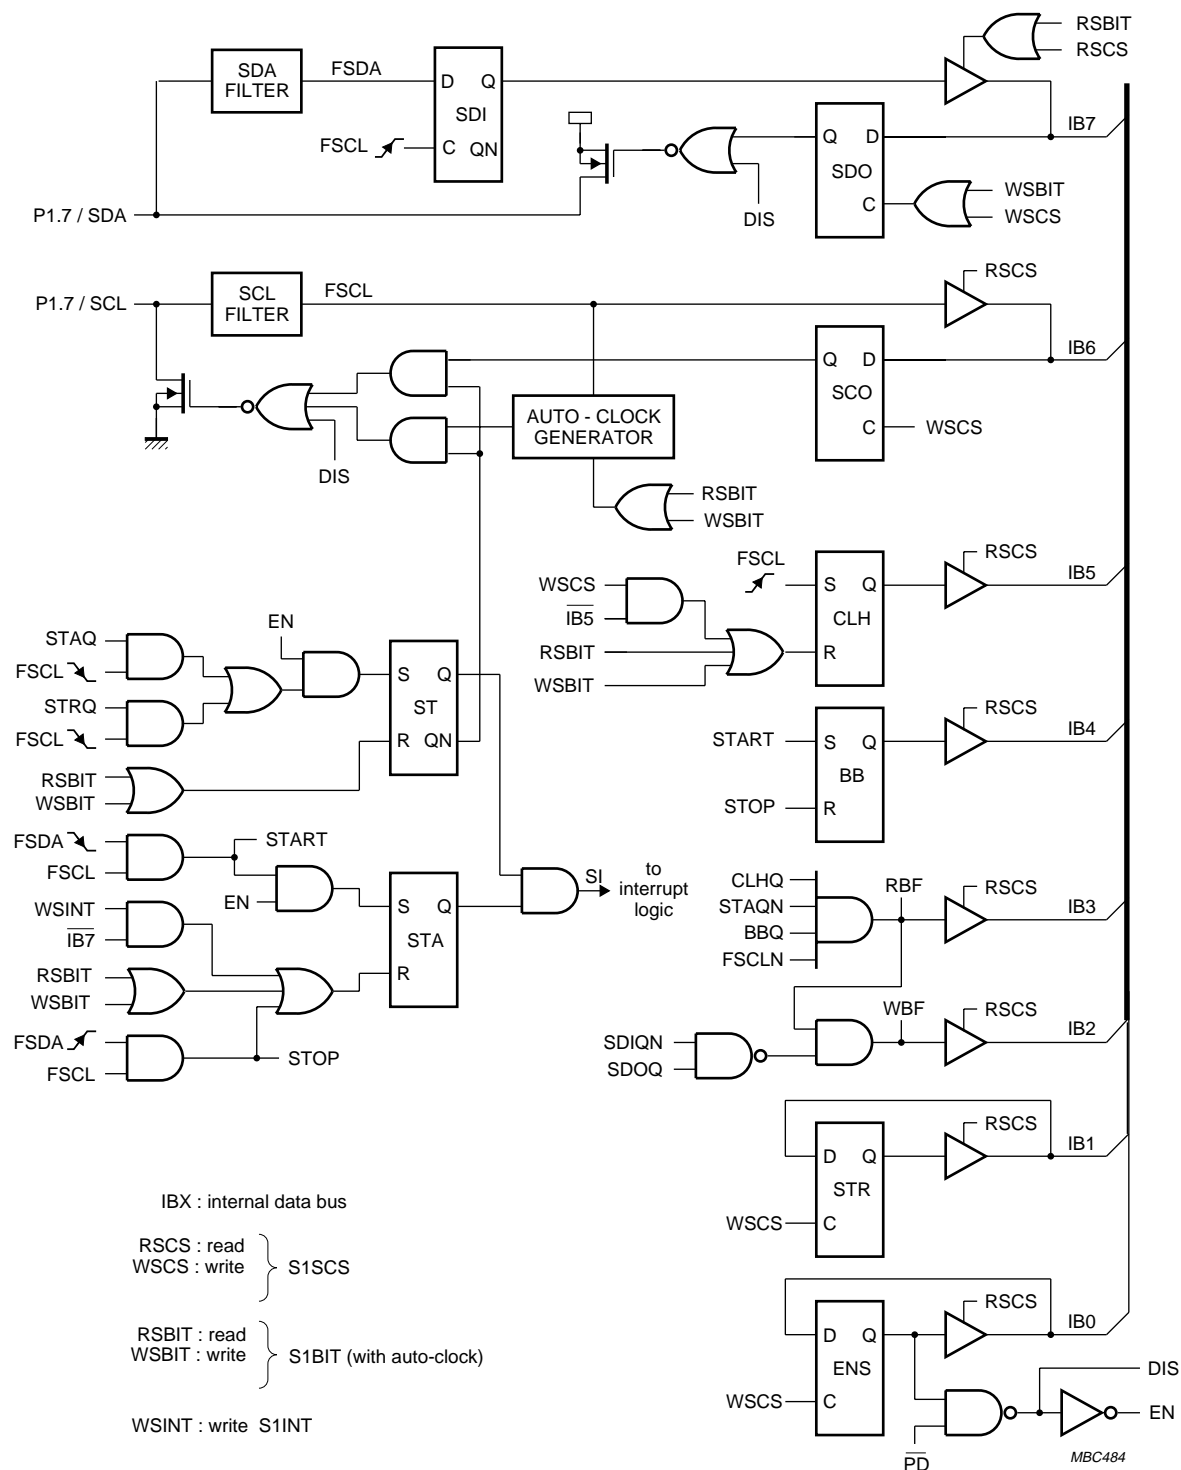 RSBIT
RSCS
SDA
FILTER
FSDA
D Q
SDI
C QN
FSCL
Q D
SDO
C
IB7
WSBIT
WSCS
DIS
P1.7 / SDA
P1.7 / SCL
SCL
FILTER
FSCL
RSCS
Q D
SCO
C
IB6
WSCS
AUTO - CLOCK
GENERATOR
DIS
RSBIT
WSBIT
FSCL
WSCS
IB5
RSBIT
WSBIT
S Q
CLH
R
RSCS
IB5
EN
STAQ
FSCL
STRQ
FSCL
RSBIT
WSBIT
S Q
ST
R QN
START
STOP
S Q
BB
R
RSCS
IB4
FSDA
FSCL
START
EN
WSINT
IB7
RSBIT
WSBIT
FSDA
FSCL
STOP
S Q
STA
R
SI
to
interrupt
logic
CLHQ
STAQN
BBQ
FSCLN
RBF
RSCS
IB3
SDIQN
SDOQ
WBF
RSCS
IB2
D Q
STR
C
WSCS
RSCS
IB1
D Q
ENS
C
WSCS
RSCS
IB0
DIS
EN
PD
IBX : internal data bus
RSCS : read
WSCS : write
S1SCS
RSBIT : read
WSBIT : write
S1BIT (with auto-clock)
WSINT : write S1INT
MBC484